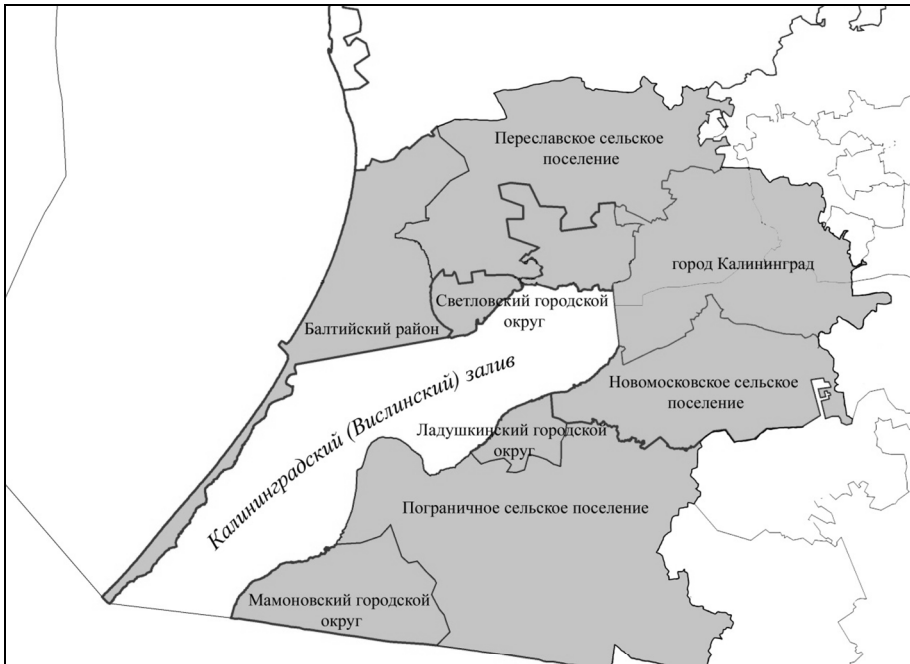 Переславское сельское
поселение
город Калининград
Светловский городской
округ
Балтийский район
Калининградский (Вислинский) залив
Новомосковское сельское
поселение
Ладушкинский городской
округ
Пограничное сельское поселение
Мамоновский городской
округ